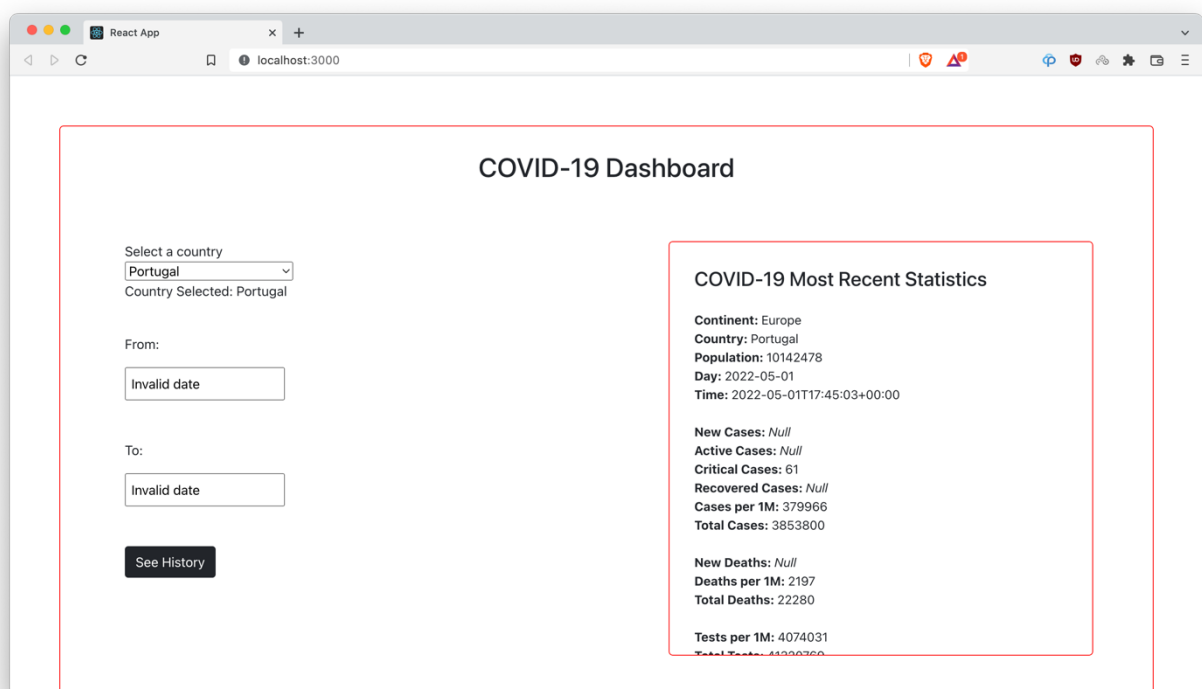 React App
localhost:3000
1
COVID-19 Dashboard
Select a country
Portugal
Country Selected: Portugal
From:
Invalid date
To:
Invalid date
See History
COVID-19 Most Recent Statistics
Continent: Europe
Country: Portugal
Population: 10142478
Day: 2022-05-01
Time: 2022-05-01T17:45:03+00:00
New Cases: Null
Active Cases: Null
Critical Cases: 61
Recovered Cases: Null
Cases per 1M: 379966
Total Cases: 3853800
New Deaths: Null
Deaths per 1M: 2197
Total Deaths: 22280
Tests per 1M: 4074031
Total Tests: